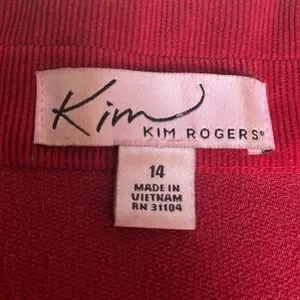 Kim
KIM ROGERS®
14
MADE IN
VIETNAM
RN 31104